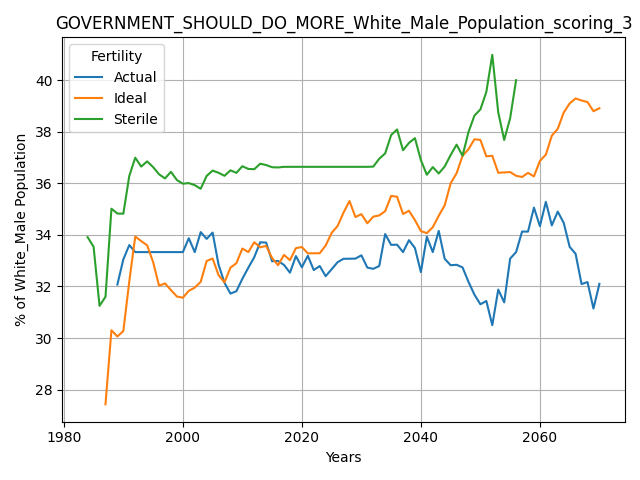 GOVERNMENT_SHOULD_DO_MORE_White_Male_Population_scoring_3
Fertility
Actual
Ideal
Sterile
% of White_Male Population
40
38
36
34
32
30
28
1980
2000
2020
2040
2060
Years